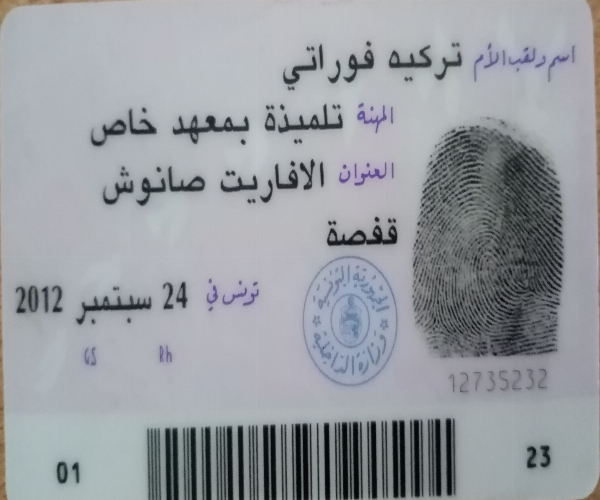 اسم ولقب الأم تركيه فوراتي
المهنة تلميذة بمعهد خاص
العنوان الافاريت صانوش
قفصة
تونس في 24 سبتمبر 2012
الجمهورية التونسية
وزارة الداخلية
GS Rh
12735232
01 23